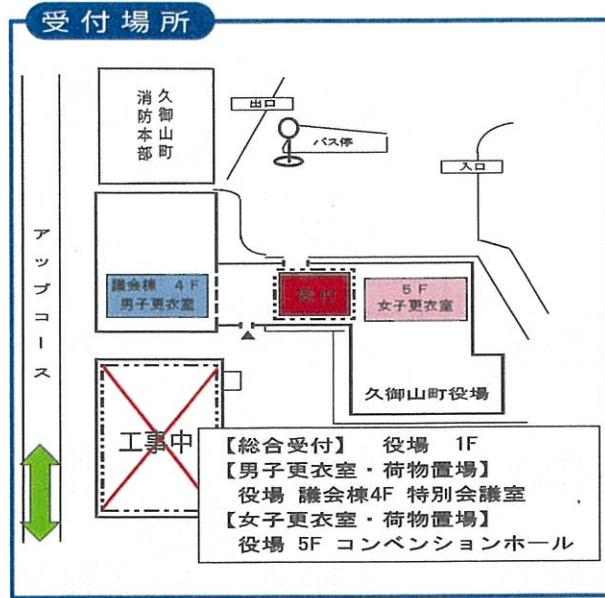 受付場所
久御山町
消防本部
出口
バス停
入口
アップコース
議会棟 4F
男子更衣室
受付
5F
女子更衣室
久御山町役場
工事中
【総合受付】 役場 1F
【男子更衣室・荷物置場】
役場 議会棟4F 特別会議室
【女子更衣室・荷物置場】
役場 5F コンベンションホール